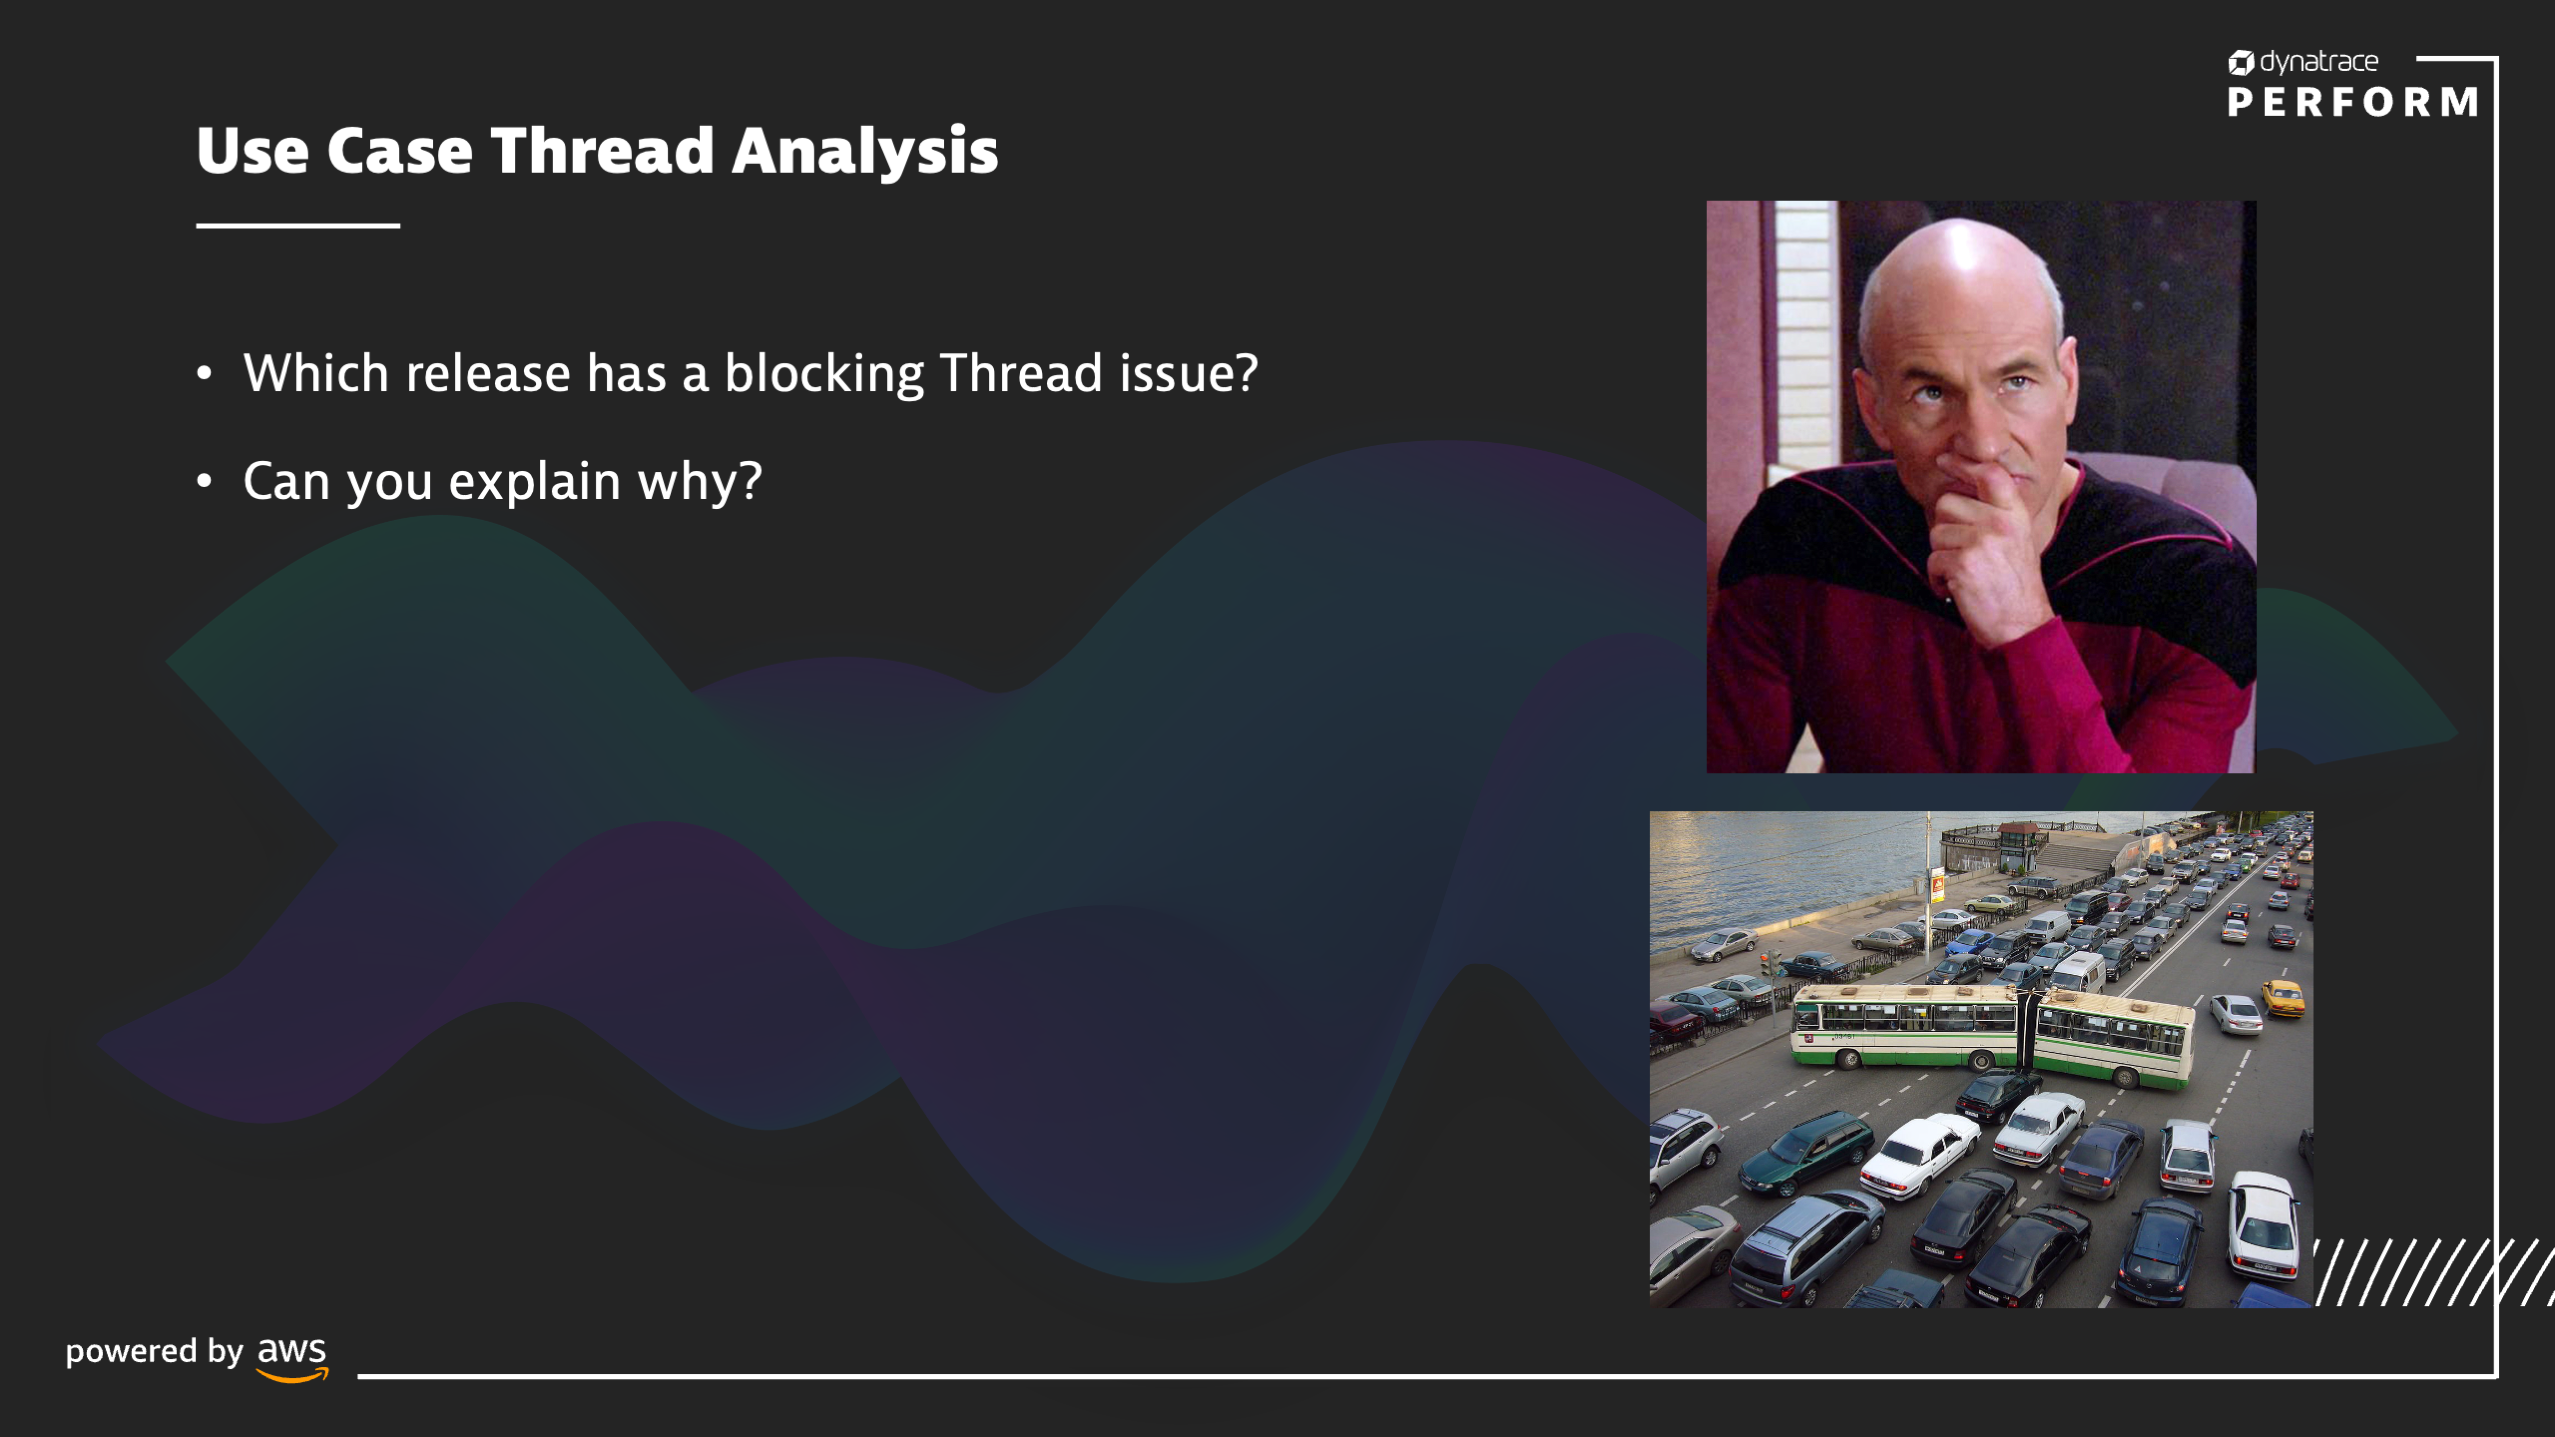 dynatrace
PERFORM
Use Case Thread Analysis
• Which release has a blocking Thread issue?
• Can you explain why?
powered by aws